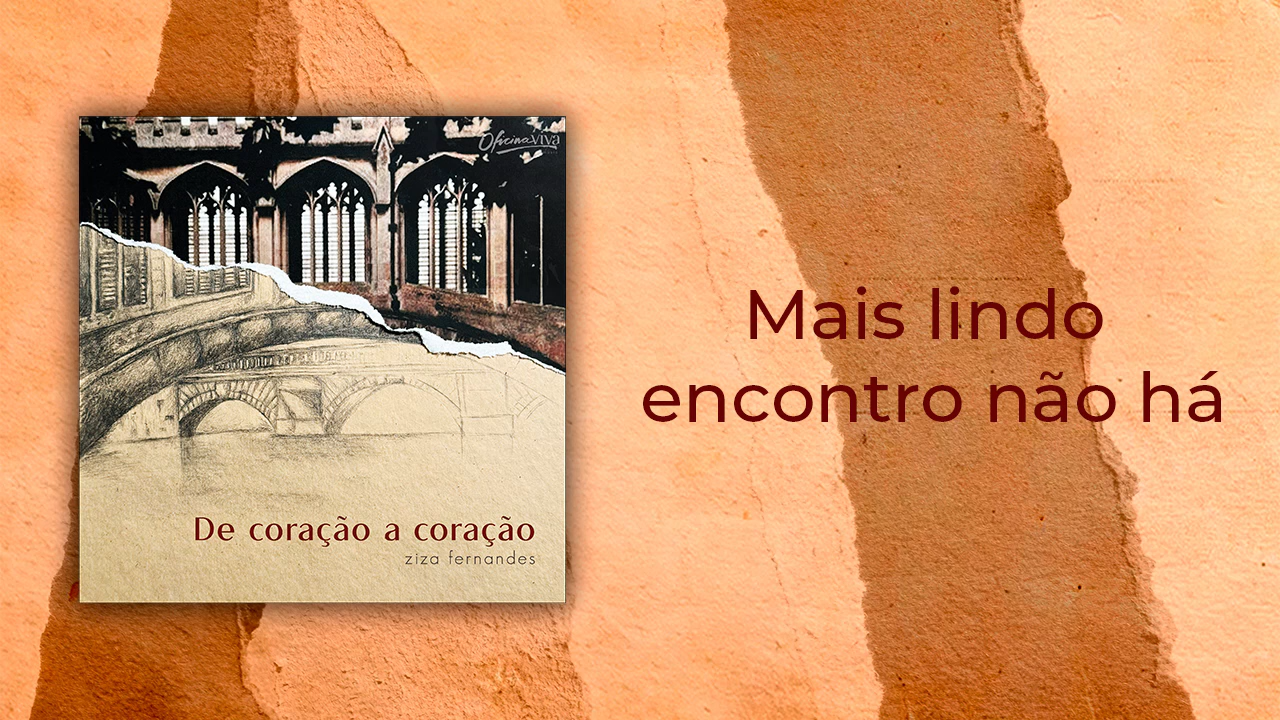 Oficina viva
De coração a coração
ziza fernandes
Mais lindo
encontro não há